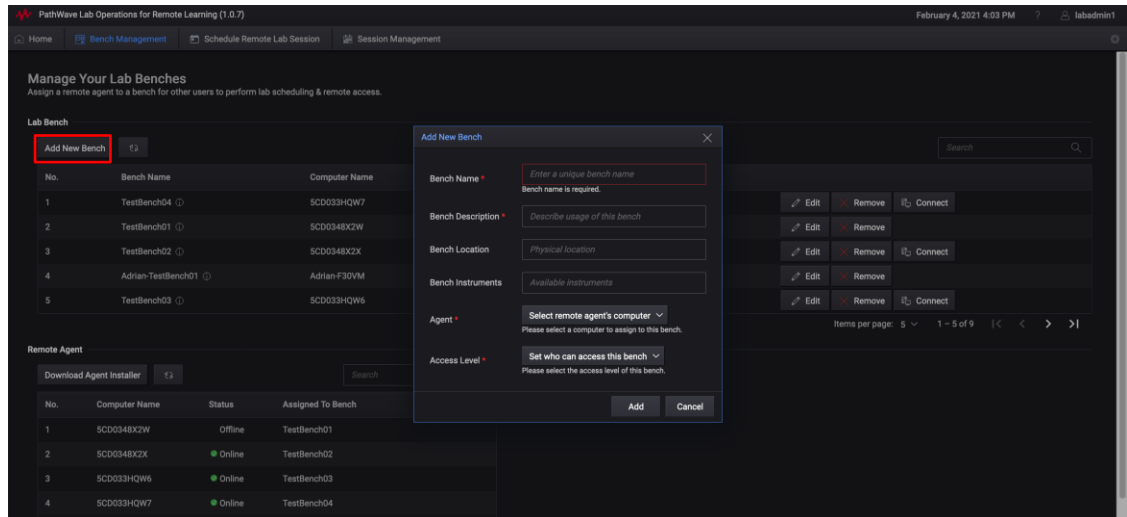 PathWave Lab Operations for Remote Learning (1.0.7) February 4, 2021 4:03 PM ? labadmin1
Home Bench Management Schedule Remote Lab Session Session Management
Manage Your Lab Benches
Assign a remote agent to a bench for other users to perform lab scheduling & remote access.
Lab Bench
Add New Bench Search
No. Bench Name Computer Name
1 TestBench04 5CD033HQW7 Edit Remove Connect
2 TestBench01 5CD0348X2W Edit Remove
3 TestBench02 5CD0348X2X Edit Remove Connect
4 Adrian-TestBench01 Adrian-F30VM Edit Remove
5 TestBench03 5CD033HQW6 Edit Remove Connect
Items per page: 5 1 – 5 of 9
Add New Bench
Bench Name * Enter a unique bench name
Bench name is required.
Bench Description * Describe usage of this bench
Bench Location Physical location
Bench Instruments Available instruments
Agent * Select remote agent's computer
Please select a computer to assign to this bench.
Access Level * Set who can access this bench
Please select the access level of this bench.
Add Cancel
Remote Agent
Download Agent Installer Search
No. Computer Name Status Assigned To Bench
1 5CD0348X2W Offline TestBench01
2 5CD0348X2X Online TestBench02
3 5CD033HQW6 Online TestBench03
4 5CD033HQW7 Online TestBench04